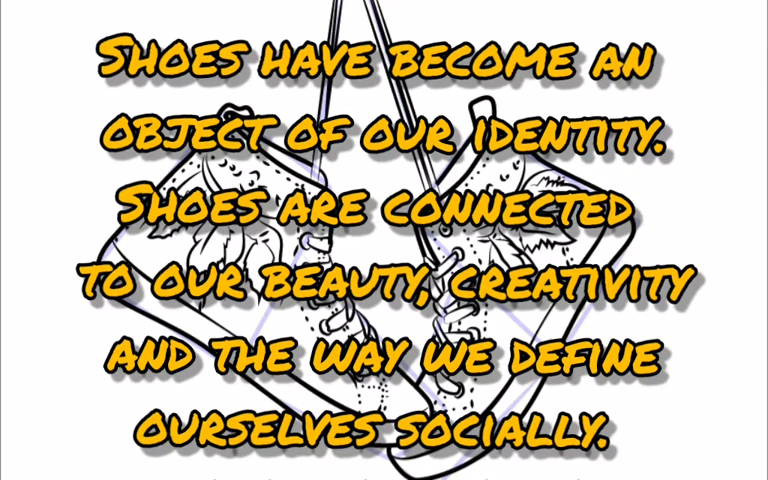 Shoes have become an
object of our identity.
Shoes are connected
to our beauty, creativity
and the way we define
ourselves socially.